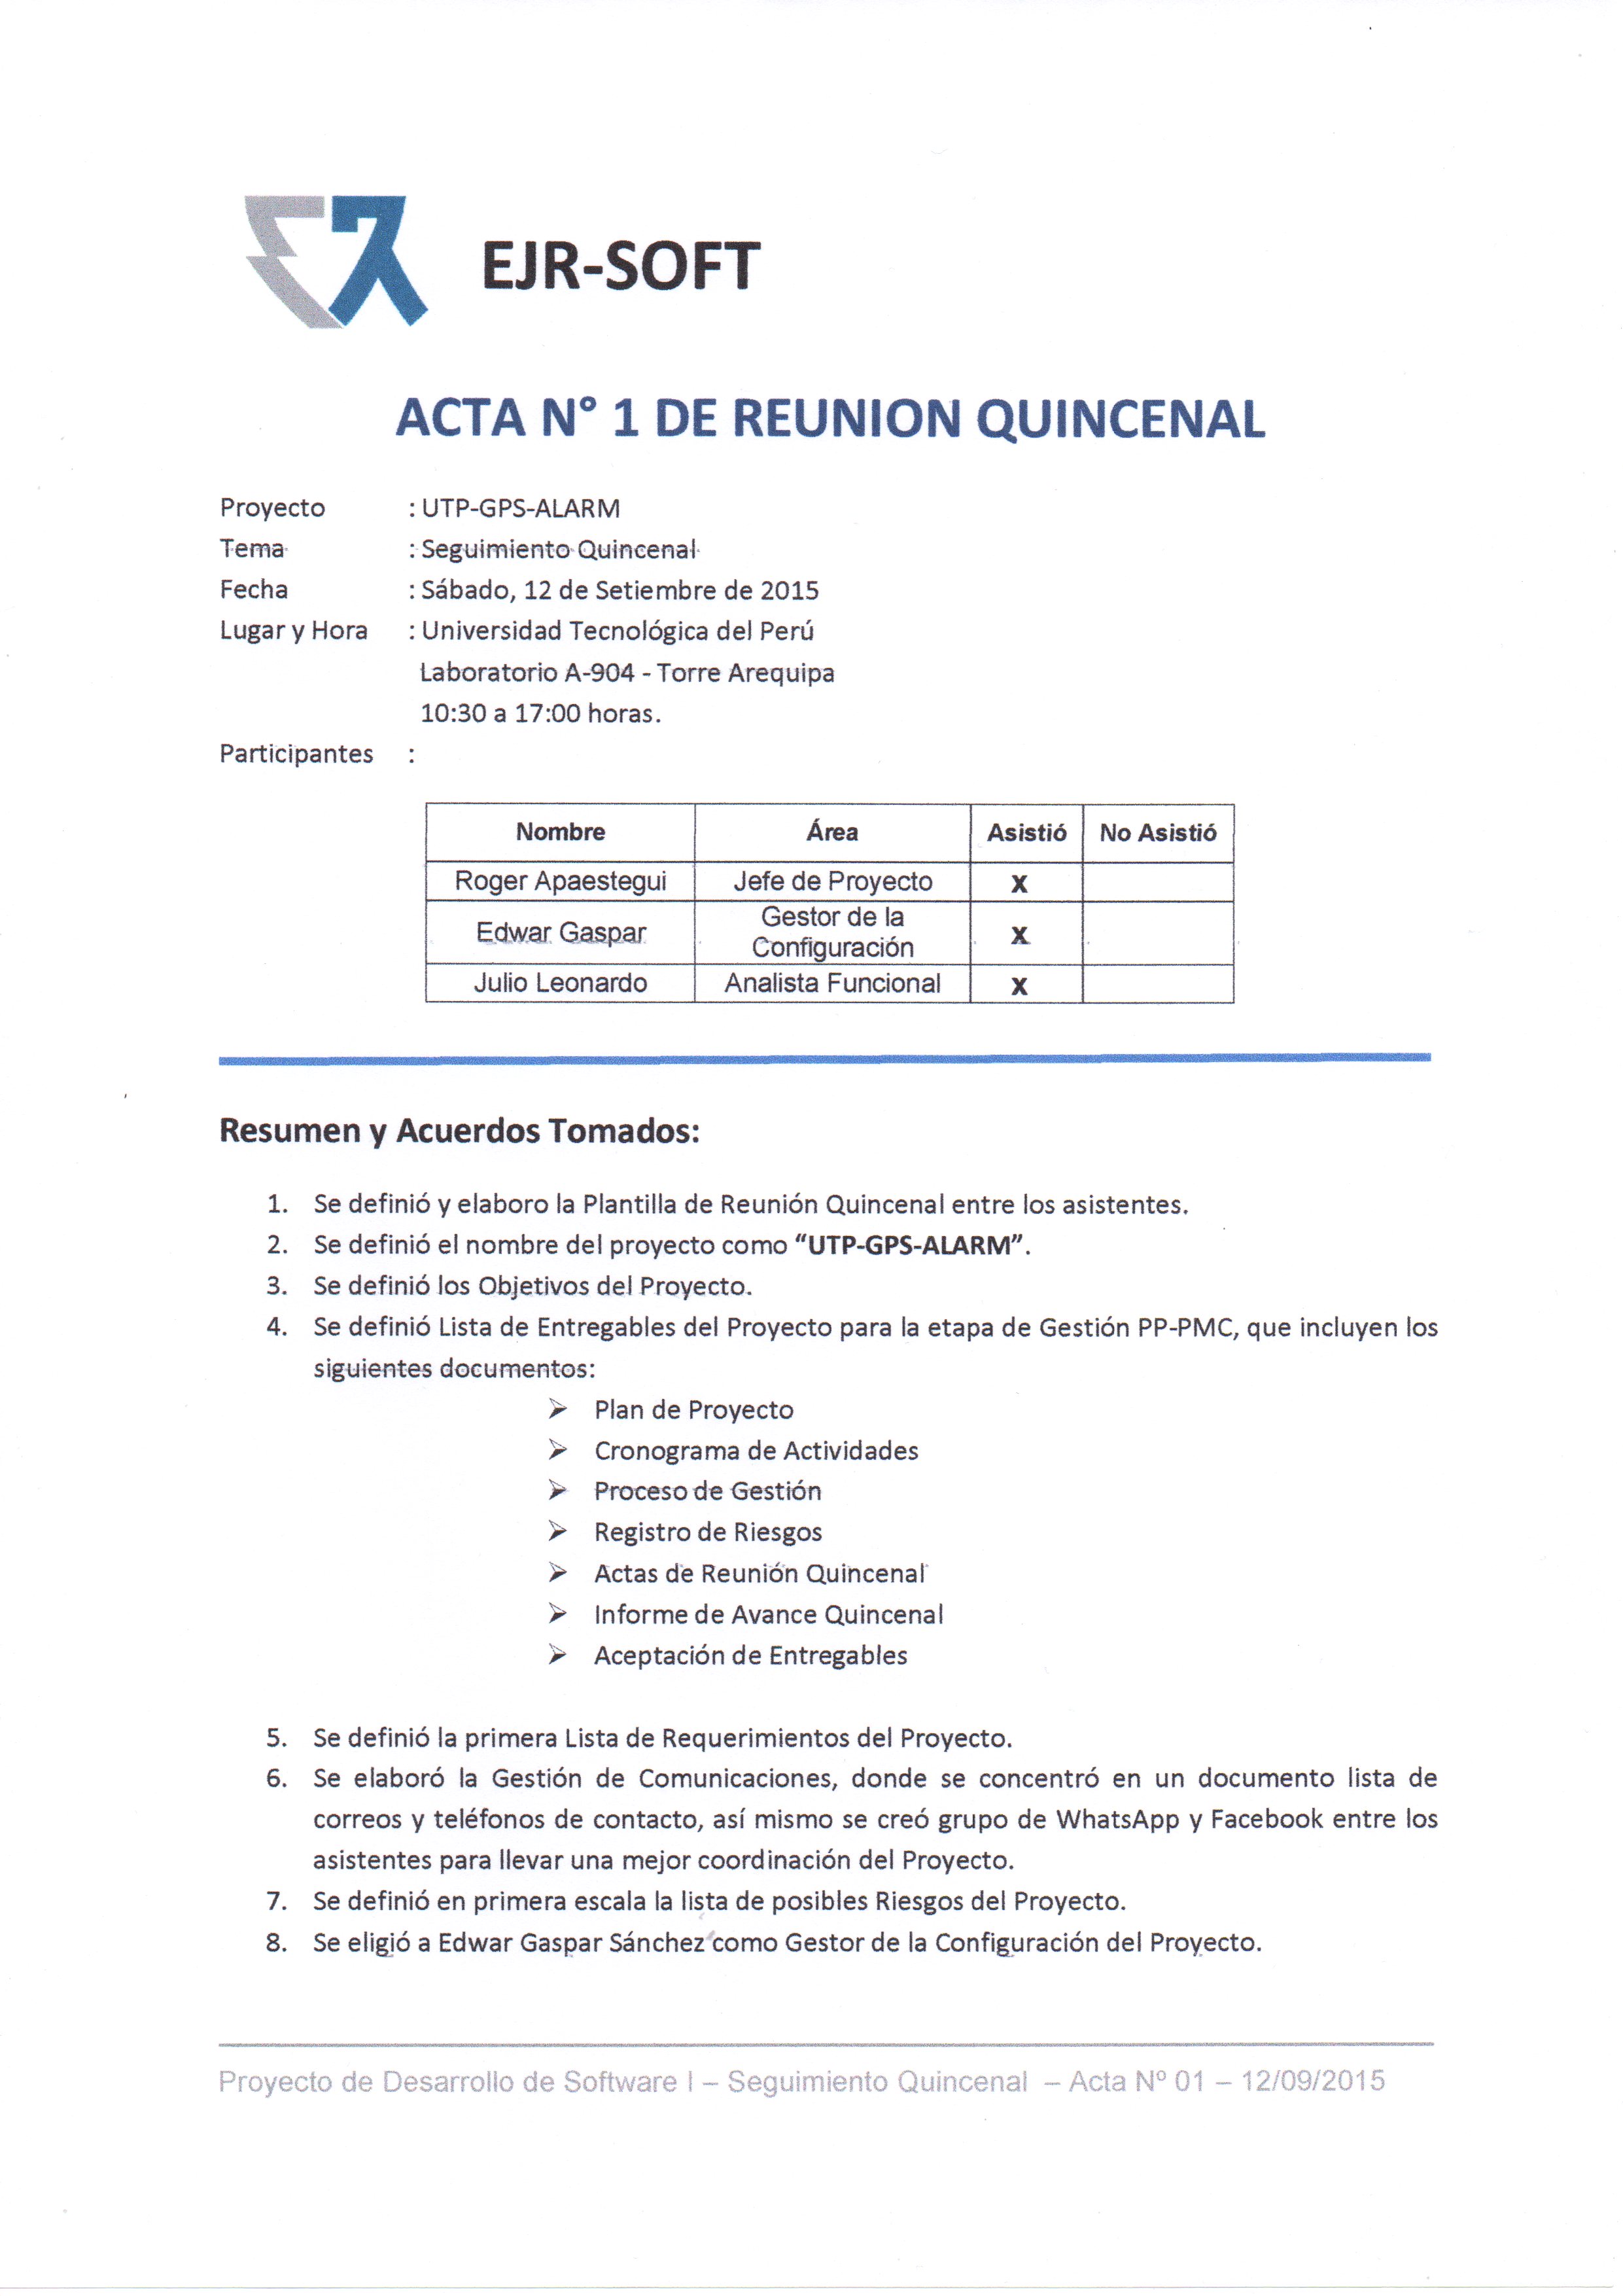 EJR-SOFT
ACTA N° 1 DE REUNION QUINCENAL
Proyecto : UTP-GPS-ALARM
Tema : Seguimiento Quincenal
Fecha : Sábado, 12 de Setiembre de 2015
Lugar y Hora : Universidad Tecnológica del Perú
Laboratorio A-904 - Torre Arequipa
10:30 a 17:00 horas.
Participantes :
Nombre Área Asistió No Asistió
Roger Apaestegui Jefe de Proyecto X
Edwar Gaspar Gestor de la Configuración X
Julio Leonardo Analista Funcional X
Resumen y Acuerdos Tomados:
1. Se definió y elaboro la Plantilla de Reunión Quincenal entre los asistentes.
2. Se definió el nombre del proyecto como “UTP-GPS-ALARM”.
3. Se definió los Objetivos del Proyecto.
4. Se definió Lista de Entregables del Proyecto para la etapa de Gestión PP-PMC, que incluyen los
siguientes documentos:
➢ Plan de Proyecto
➢ Cronograma de Actividades
➢ Proceso de Gestión
➢ Registro de Riesgos
➢ Actas de Reunión Quincenal
➢ Informe de Avance Quincenal
➢ Aceptación de Entregables
5. Se definió la primera Lista de Requerimientos del Proyecto.
6. Se elaboró la Gestión de Comunicaciones, donde se concentró en un documento lista de
correos y teléfonos de contacto, así mismo se creó grupo de WhatsApp y Facebook entre los
asistentes para llevar una mejor coordinación del Proyecto.
7. Se definió en primera escala la lista de posibles Riesgos del Proyecto.
8. Se eligió a Edwar Gaspar Sánchez como Gestor de la Configuración del Proyecto.
Proyecto de Desarrollo de Software I – Seguimiento Quincenal – Acta Nº 01 – 12/09/2015